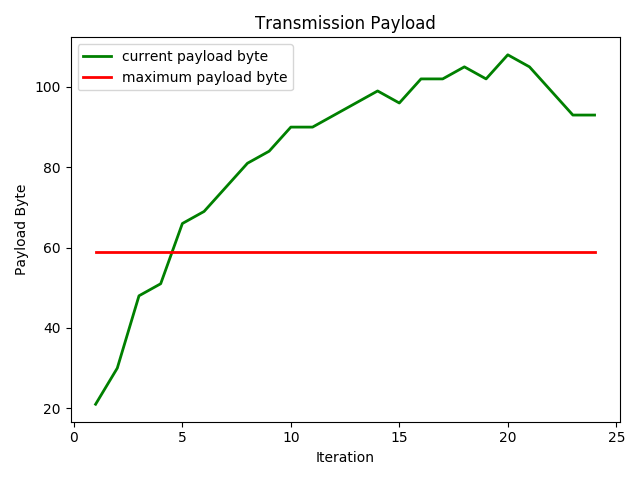 Transmission Payload
current payload byte
maximum payload byte
Payload Byte
100
80
60
40
20
0 5 10 15 20 25
Iteration